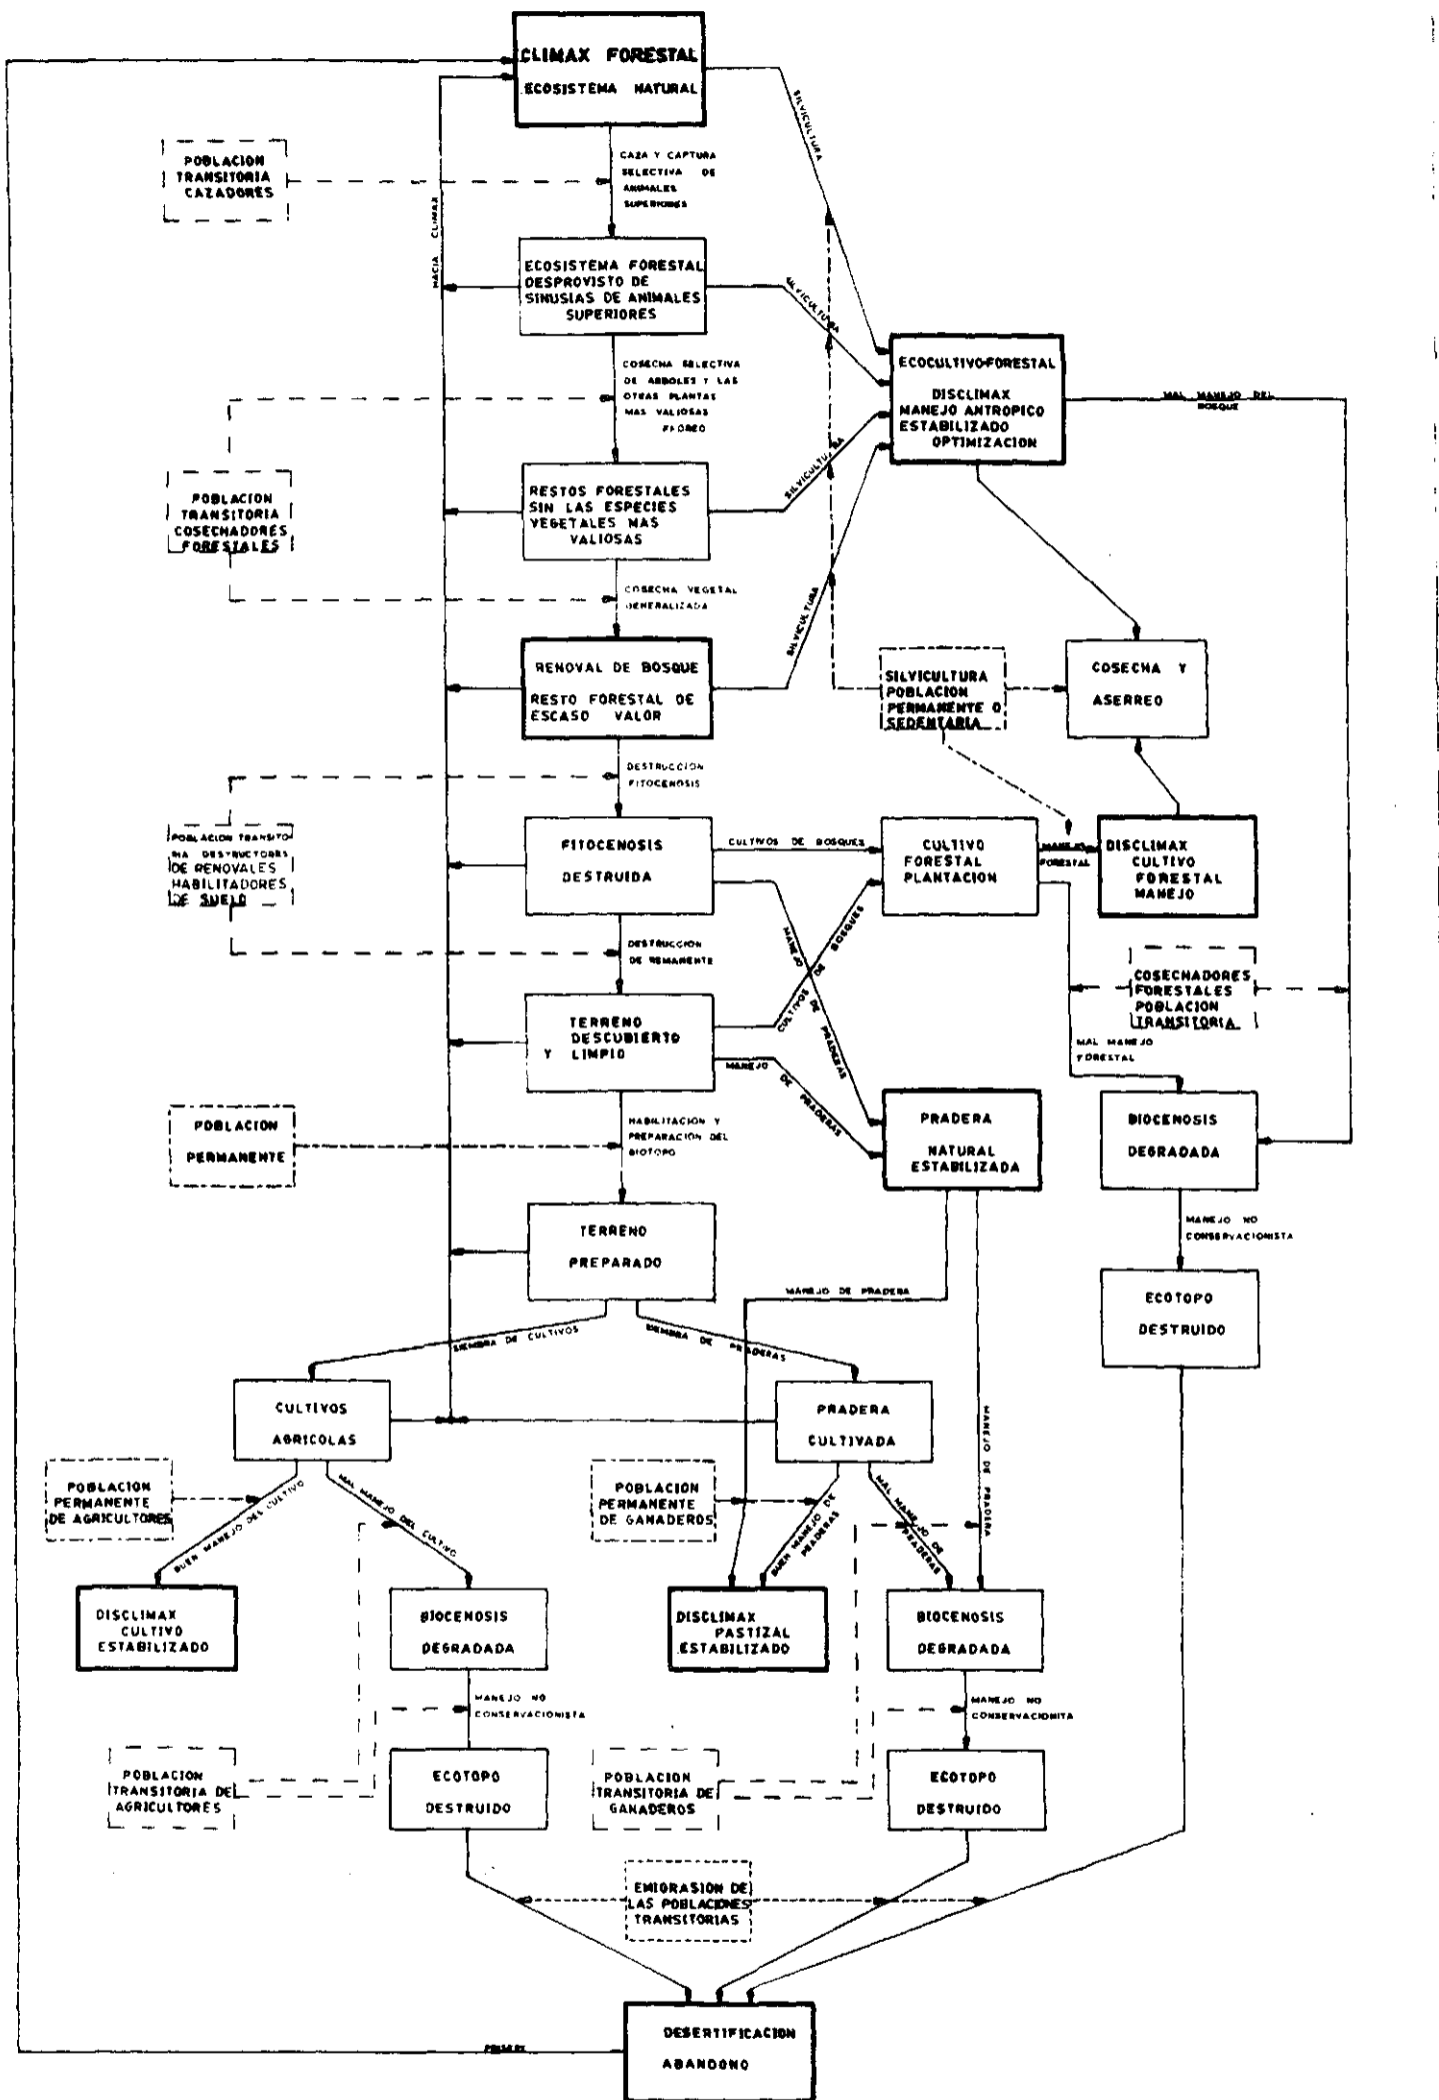 CLIMAX FORESTAL
ECOSISTEMA NATURAL
SILVICULTURA
POBLACION
TRANSITORIA
CAZADORES
CAZA Y CAPTURA
SELECTIVA DE
ANIMALES
SUPERIORES
HACIA CLIMAX
ECOSISTEMA FORESTAL
DESPROVISTO DE
SINUSIAS DE ANIMALES
SUPERIORES
SILVICULTURA
ECOCULTIVO-FORESTAL
DISCLIMAX
MANEJO ANTROPICO
ESTABILIZADO
OPTIMIZACION
MAL MANEJO DEL
BOSQUE
COSECHA SELECTIVA
DE ARBOLES Y LAS
OTRAS PLANTAS
MAS VALIOSAS
FLOREO
POBLACION
TRANSITORIA
COSECHADORES
FORESTALES
RESTOS FORESTALES
SIN LAS ESPECIES
VEGETALES MAS
VALIOSAS
SILVICULTURA
COSECHA VEGETAL
GENERALIZADA
SILVICULTURA
RENOVAL DE BOSQUE
RESTO FORESTAL DE
ESCASO VALOR
SILVICULTURA
POBLACION
PERMANENTE O
SEDENTARIA
COSECHA Y
ASERREO
DESTRUCCION
FITOCENOSIS
POBLACION TRANSITO-
RIA DESTRUCTORES
DE RENOVALES
HABILITADORES
DE SUELO
FITOCENOSIS
DESTRUIDA
CULTIVOS DE BOSQUES
CULTIVO
FORESTAL
PLANTACION
MANEJO
FORESTAL
DISCLIMAX
CULTIVO
FORESTAL
MANEJO
DESTRUCCION
DE REMANENTE
MANEJO DE PRADERAS
CULTIVOS DE BOSQUES
COSECHADORES
FORESTALES
POBLACION
TRANSITORIA
TERRENO
DESCUBIERTO
Y LIMPIO
MANEJO DE PRADERAS
MAL MANEJO
FORESTAL
POBLACION
PERMANENTE
HABILITACION Y
PREPARACION DEL
BIOTOPO
PRADERA
NATURAL
ESTABILIZADA
BIOCENOSIS
DEGRADADA
TERRENO
PREPARADO
MANEJO NO
CONSERVACIONISTA
MANEJO DE PRADERA
ECOTOPO
DESTRUIDO
SIEMBRA DE CULTIVOS
SIEMBRA DE PRADERAS
CULTIVOS
AGRICOLAS
PRADERA
CULTIVADA
MANEJO DE PRADERA
POBLACION
PERMANENTE
DE AGRICULTORES
BUEN MANEJO DEL CULTIVO
MAL MANEJO DEL CULTIVO
POBLACION
PERMANENTE
DE GANADEROS
BUEN MANEJO DE
PRADERAS
MAL MANEJO DE
PRADERAS
DISCLIMAX
CULTIVO
ESTABILIZADO
BIOCENOSIS
DEGRADADA
DISCLIMAX
PASTIZAL
ESTABILIZADO
BIOCENOSIS
DEGRADADA
MANEJO NO
CONSERVACIONISTA
MANEJO NO
CONSERVACIONITA
POBLACION
TRANSITORIA DE
AGRICULTORES
ECOTOPO
DESTRUIDO
POBLACION
TRANSITORIA DE
GANADEROS
ECOTOPO
DESTRUIDO
EMIGRASION DE
LAS POBLACIONES
TRANSITORIAS
DESERTIFICACION
ABANDONO